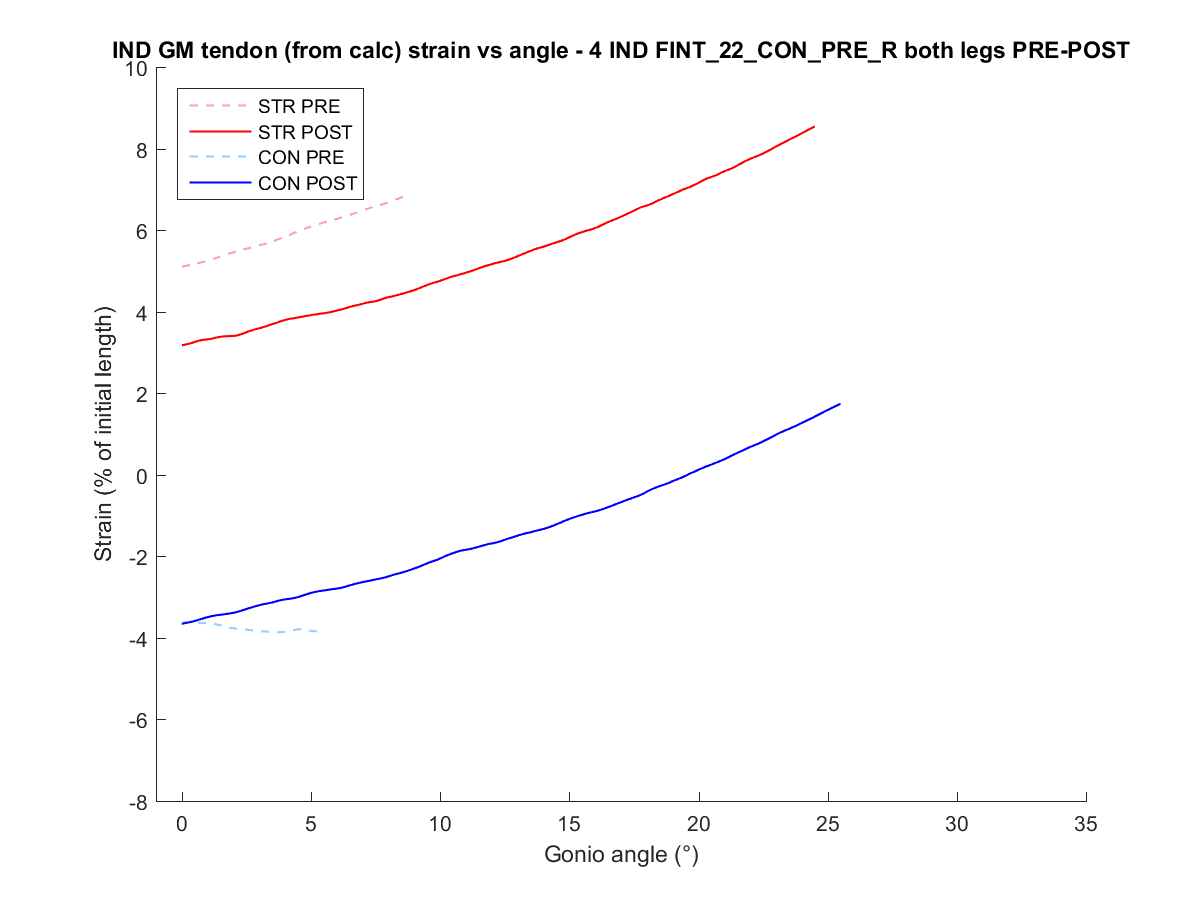 IND GM tendon (from calc) strain vs angle - 4 IND FINT_22_CON_PRE_R both legs PRE-POST
10
8
6
4
2
0
-2
-4
-6
-8
STR PRE
STR POST
CON PRE
CON POST
Strain (% of initial length)
0 5 10 15 20 25 30 35
Gonio angle (°)